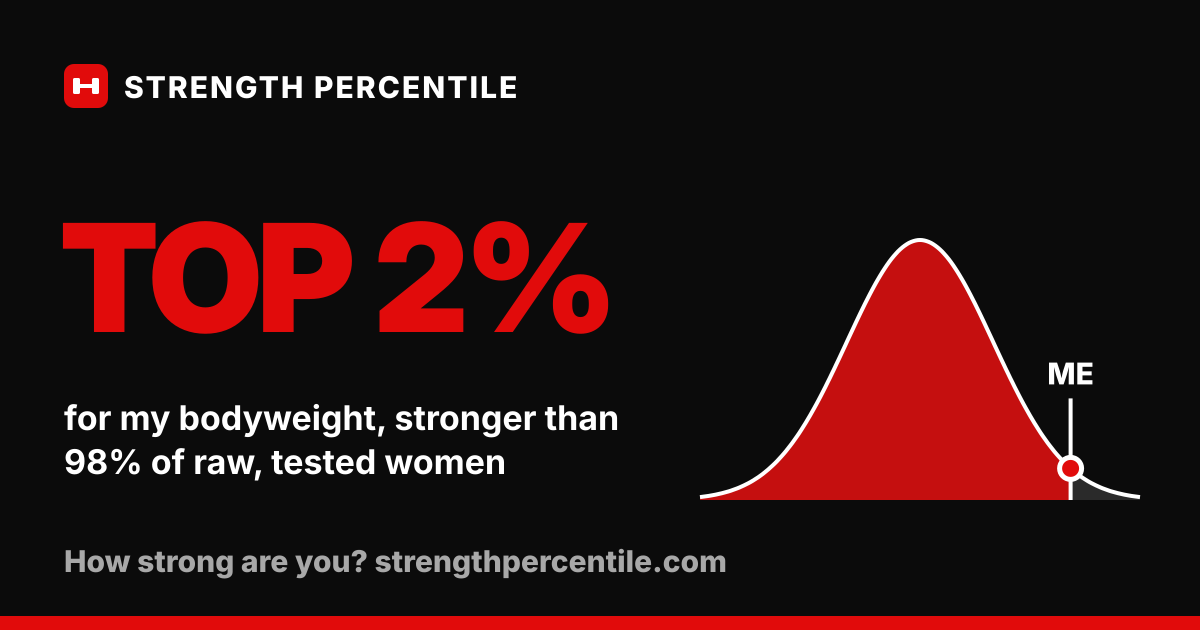 STRENGTH PERCENTILE
TOP 2%
for my bodyweight, stronger than
98% of raw, tested women
ME
How strong are you? strengthpercentile.com